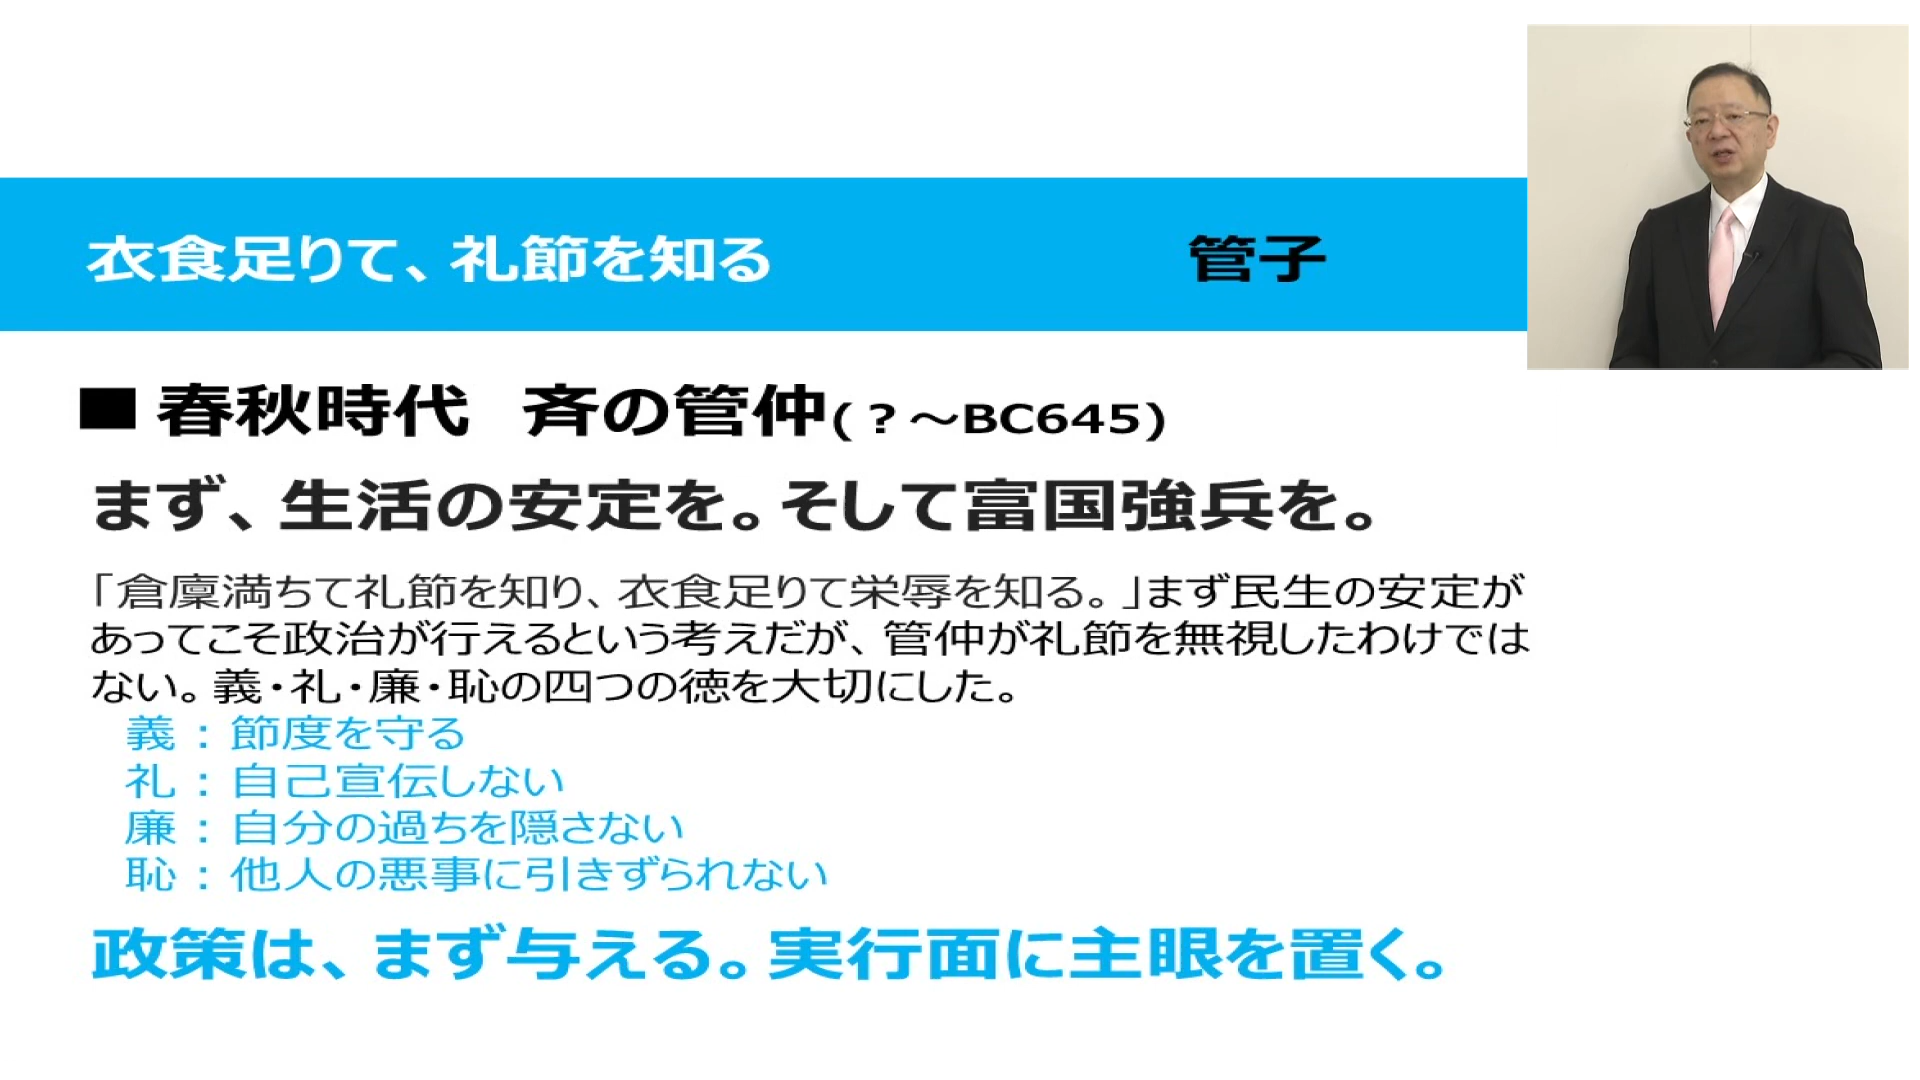 衣食足りて、礼節を知る　管子
■ 春秋時代　斉の管仲(？～BC645)
まず、生活の安定を。そして富国強兵を。
「倉廩満ちて礼節を知り、衣食足りて栄辱を知る。」まず民生の安定が
あってこそ政治が行えるという考えだが、管仲が礼節を無視したわけでは
ない。義・礼・廉・恥の四つの徳を大切にした。
義 ： 節度を守る
礼 ： 自己宣伝しない
廉 ： 自分の過ちを隠さない
恥 ： 他人の悪事に引きずられない
政策は、まず与える。実行面に主眼を置く。